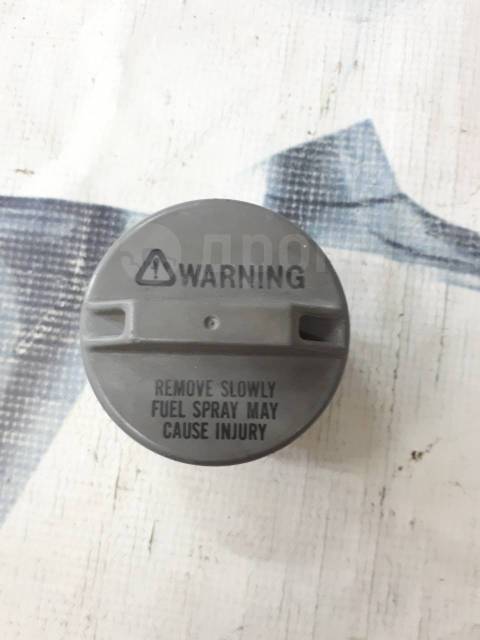 ⚠WARNING
REMOVE SLOWLY
FUEL SPRAY MAY
CAUSE INJURY